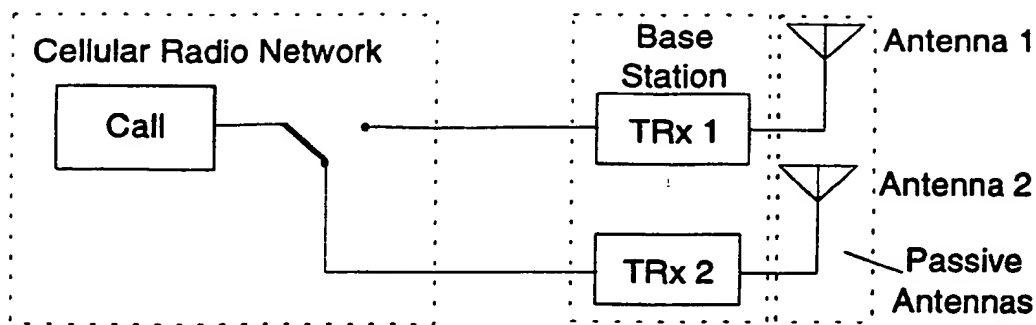 Cellular Radio Network
Call
Base
Station
TRx 1
TRx 2
Antenna 1
Antenna 2
Passive
Antennas